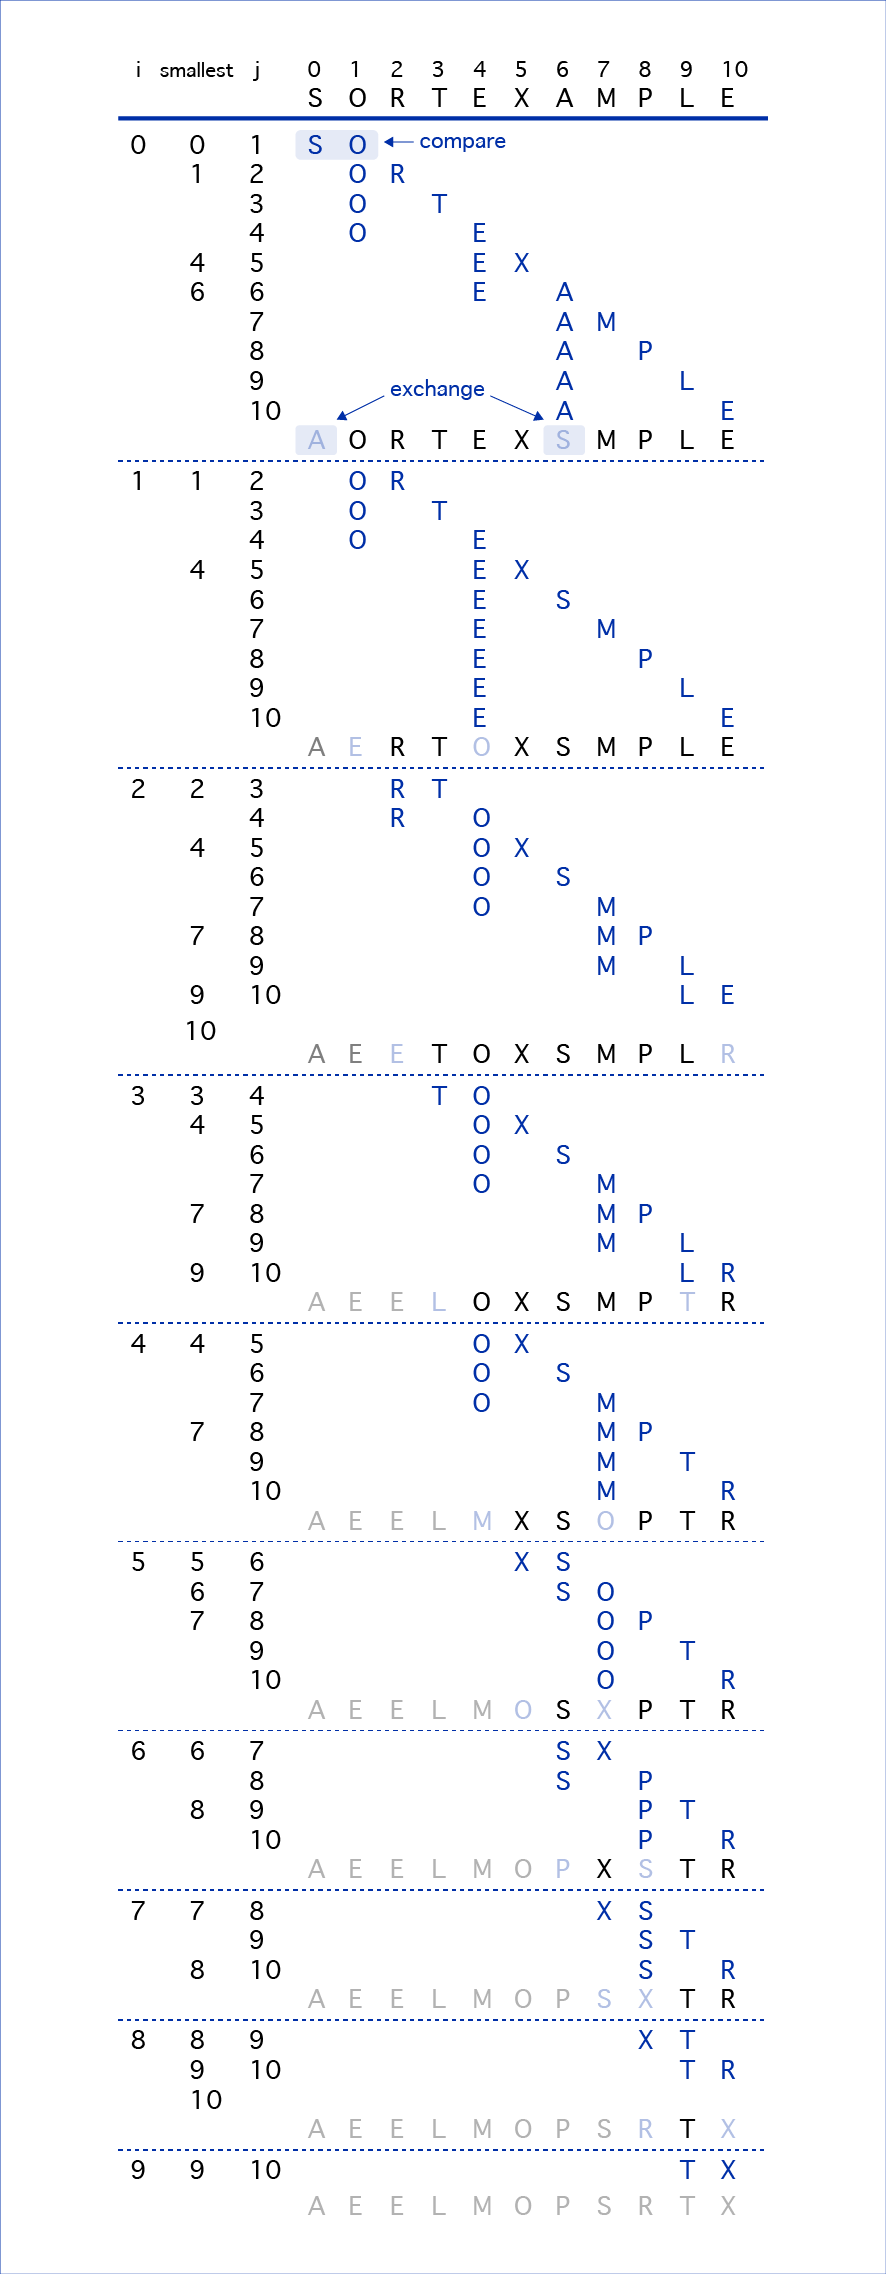 i smallest j 0 1 2 3 4 5 6 7 8 9 10
S O R T E X A M P L E
0 0 1 S O compare
1 2 O R
3 O T
4 O E
4 5 E X
6 6 E A
7 A M
8 A P
9 A L
exchange
10 A E
A O R T E X S M P L E
1 1 2 O R
3 O T
4 O E
4 5 E X
6 E S
7 E M
8 E P
9 E L
10 E E
A E R T O X S M P L E
2 2 3 R T
4 R O
4 5 O X
6 O S
7 O M
7 8 M P
9 M L
9 10 L E
10
A E E T O X S M P L R
3 3 4 T O
4 5 O X
6 O S
7 O M
7 8 M P
9 M L
9 10 L R
A E E L O X S M P T R
4 4 5 O X
6 O S
7 O M
7 8 M P
9 M T
10 M R
A E E L M X S O P T R
5 5 6 X S
6 7 S O
7 8 O P
9 O T
10 O R
A E E L M O S X P T R
6 6 7 S X
8 S P
8 9 P T
10 P R
A E E L M O P X S T R
7 7 8 X S
9 S T
8 10 S R
A E E L M O P S X T R
8 8 9 X T
9 10 T R
10
A E E L M O P S R T X
9 9 10 T X
A E E L M O P S R T X